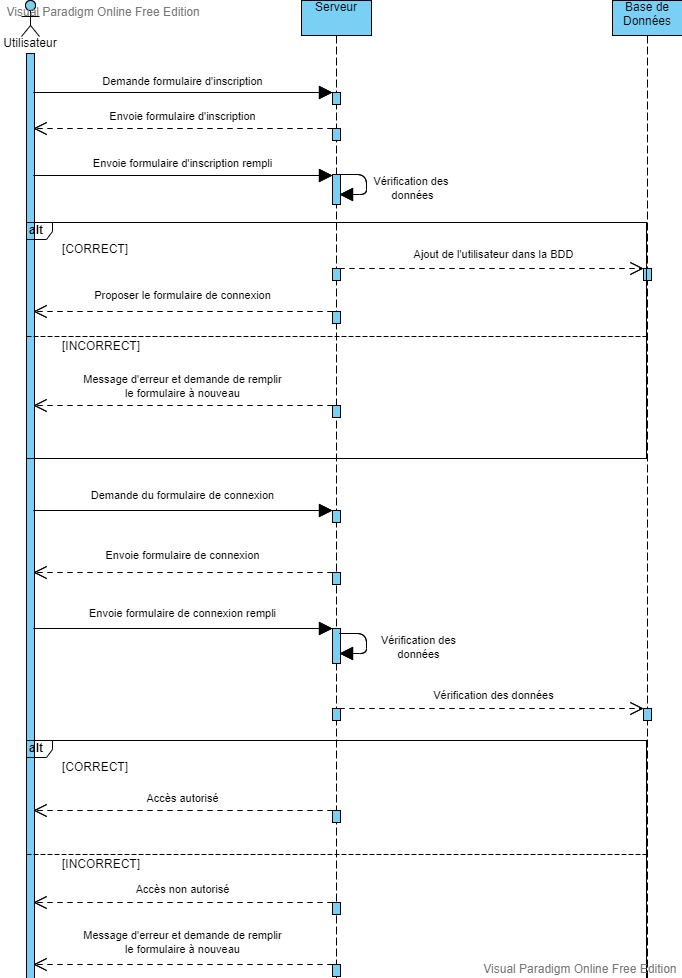 Visual Paradigm Online Free Edition
Utilisateur
Serveur
Base de
Données
Demande formulaire d'inscription
Envoie formulaire d'inscription
Envoie formulaire d'inscription rempli
Vérification des
données
alt
[CORRECT]
Ajout de l'utilisateur dans la BDD
Proposer le formulaire de connexion
[INCORRECT]
Message d'erreur et demande de remplir
le formulaire à nouveau
Demande du formulaire de connexion
Envoie formulaire de connexion
Envoie formulaire de connexion rempli
Vérification des
données
Vérification des données
alt
[CORRECT]
Accès autorisé
[INCORRECT]
Accès non autorisé
Message d'erreur et demande de remplir
le formulaire à nouveau
Visual Paradigm Online Free Edition